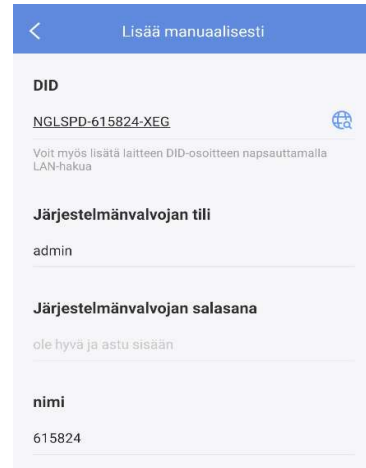 Lisää manuaalisesti
DID
NGLSPD-615824-XEG
Voit myös lisätä laitteen DID-osoitteen napsauttamalla
LAN-hakua
Järjestelmänvalvojan tili
admin
Järjestelmänvalvojan salasana
ole hyvä ja astu sisään
nimi
615824